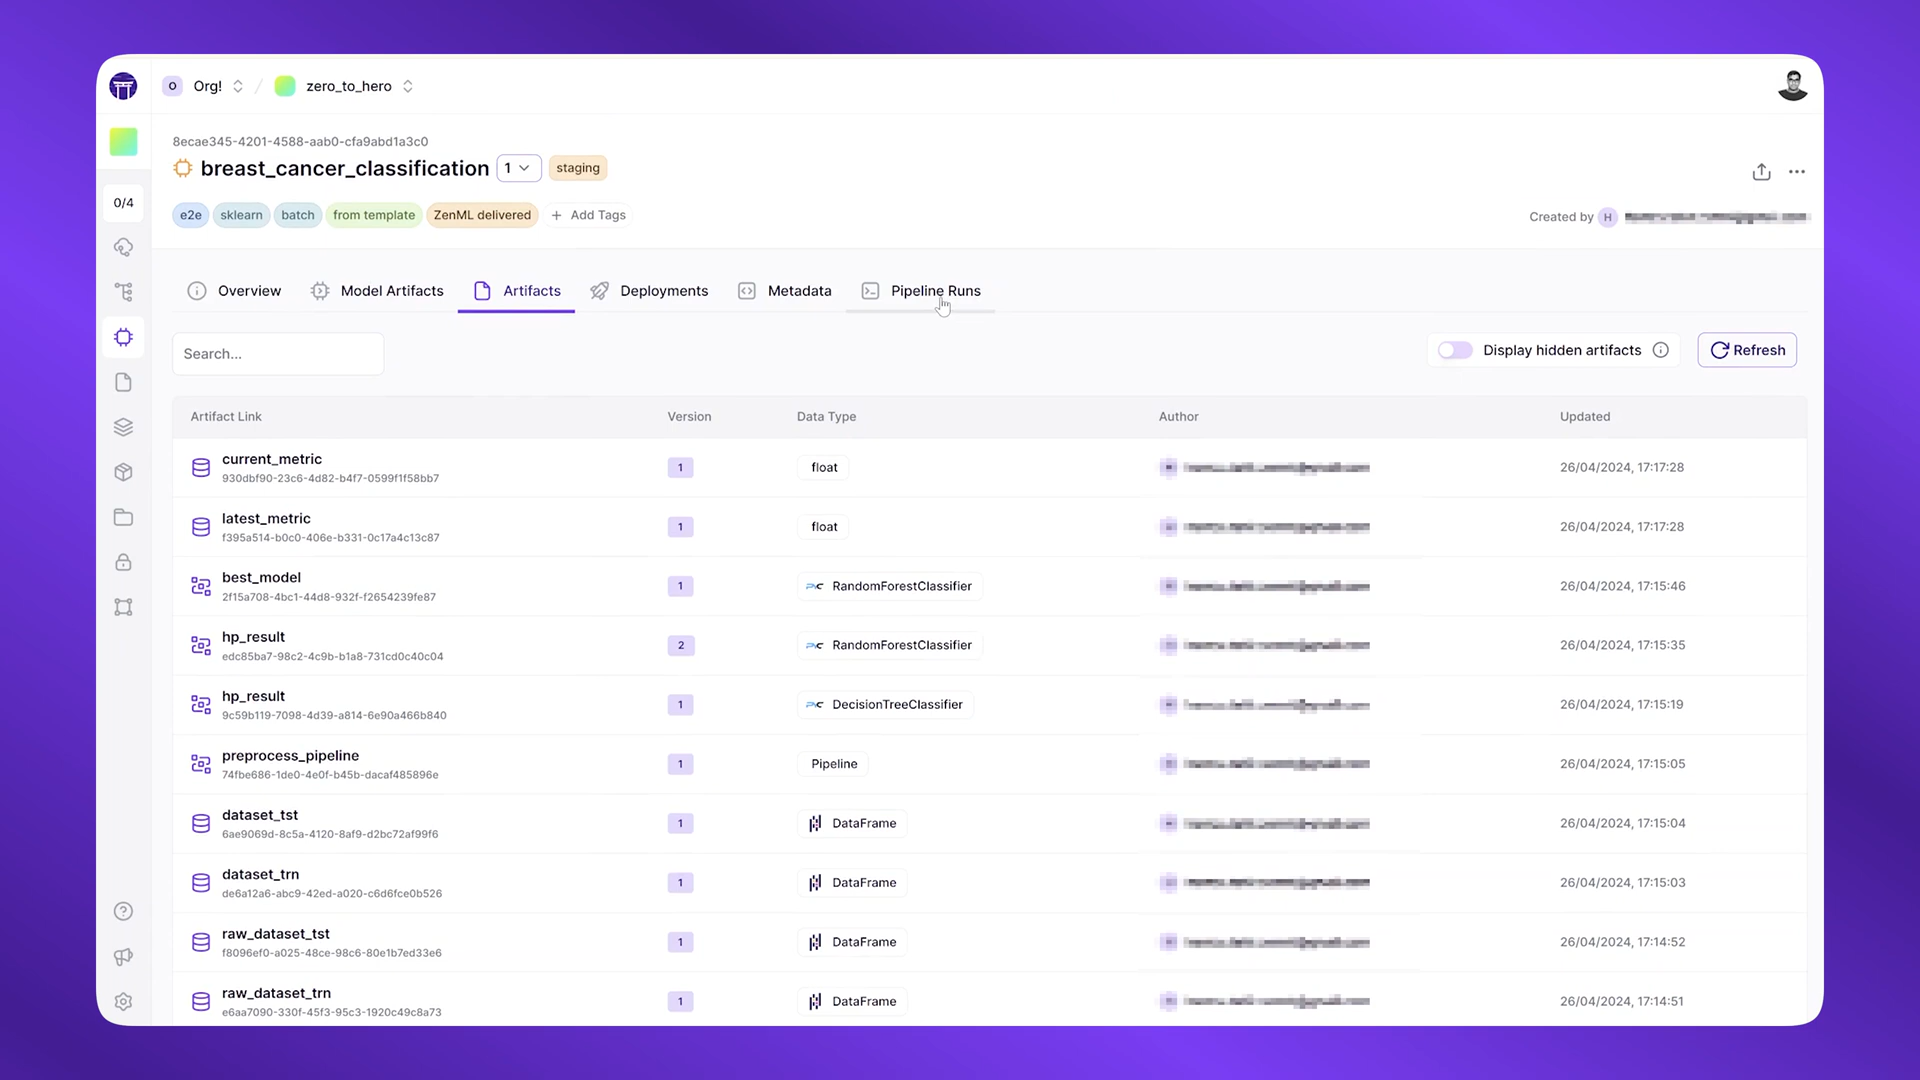 O Org! / zero_to_hero
8ecae345-4201-4588-aab0-cfa9abd1a3c0
breast_cancer_classification 1 staging
0/4
e2e sklearn batch from template ZenML delivered + Add Tags
Created by H
Overview Model Artifacts Artifacts Deployments Metadata Pipeline Runs
Search...
Display hidden artifacts Refresh
Artifact Link Version Data Type Author Updated
current_metric
930dbf90-23c6-4d82-b4f7-0599f1f58bb7
1 float 26/04/2024, 17:17:28
latest_metric
f395a514-b0c0-406e-b331-0c17a4c13c87
1 float 26/04/2024, 17:17:28
best_model
2f15a708-4bc1-44d8-932f-f2654239fe87
1 RandomForestClassifier 26/04/2024, 17:15:46
hp_result
edc85ba7-98c2-4c9b-b1a8-731cd0c40c04
2 RandomForestClassifier 26/04/2024, 17:15:35
hp_result
9c59b119-7098-4d39-a814-6e90a466b840
1 DecisionTreeClassifier 26/04/2024, 17:15:19
preprocess_pipeline
74fbe686-1de0-4e0f-b45b-dacaf485896e
1 Pipeline 26/04/2024, 17:15:05
dataset_tst
6ae9069d-8c5a-4120-8af9-d2bc72af99f6
1 DataFrame 26/04/2024, 17:15:04
dataset_trn
de6a12a6-abc9-42ed-a020-c6d6fce0b526
1 DataFrame 26/04/2024, 17:15:03
raw_dataset_tst
f8096ef0-a025-48ce-98c6-80e1b7ed33e6
1 DataFrame 26/04/2024, 17:14:52
raw_dataset_trn
e6aa7090-330f-45f3-95c3-1920c49c8a73
1 DataFrame 26/04/2024, 17:14:51